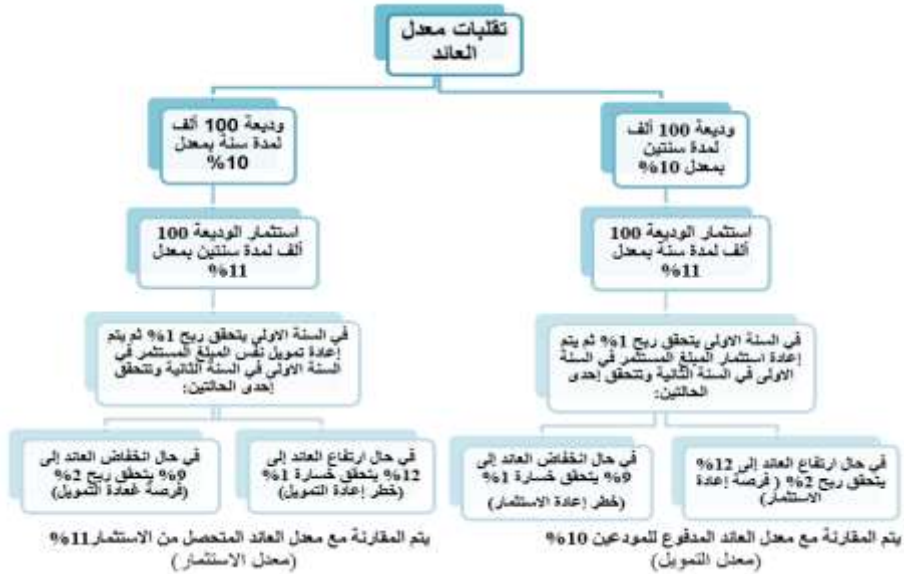 تقلبات معدل
العائد
وديعة 100 ألف
لمدة سنتين
بمعدل 10%
استثمار الوديعة 100
ألف لمدة سنة بمعدل
11%
في السنة الاولى يتحقق ربح 1% ثم يتم
إعادة استثمار المبلغ المستثمر في السنة
الاولى في السنة الثانية وتتحقق إحدى
الحالتين:
في حال ارتفاع العائد إلى 12%
يتحقق ربح 2% ( فرصة إعادة
الاستثمار)
في حال انخفاض العائد إلى
9% يتحقق خسارة 1%
(خطر إعادة الاستثمار)
يتم المقارنة مع معدل العائد المدفوع للمودعين 10%
(معدل التمويل)
وديعة 100 ألف
لمدة سنة بمعدل
10%
استثمار الوديعة 100
ألف لمدة سنتين بمعدل
11%
في السنة الاولى يتحقق ربح 1% ثم يتم
إعادة تمويل نفس المبلغ المستثمر في
السنة الاولى في السنة الثانية وتتحقق
إحدى الحالتين:
في حال ارتفاع العائد إلى
12% يتحقق خسارة 1%
(خطر إعادة التمويل)
في حال انخفاض العائد إلى
9% يتحقق ربح 2%
(فرصة غعادة التمويل)
يتم المقارنة مع معدل العائد المتحصل من الاستثمار 11%
(معدل الاستثمار)